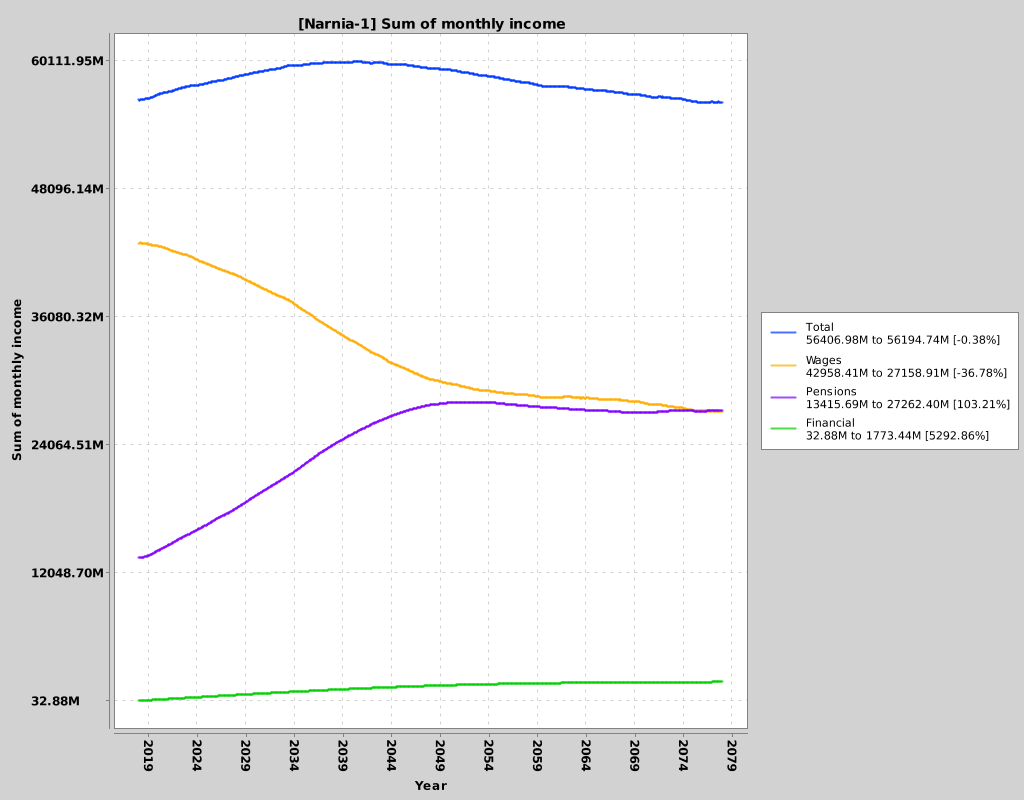 [Narnia-1] Sum of monthly income
60111.95M
48096.14M
36080.32M
24064.51M
12048.70M
32.88M
Sum of monthly income
2019
2024
2029
2034
2039
2044
2049
2054
2059
2064
2069
2074
2079
Year
Total
56406.98M to 56194.74M [-0.38%]
Wages
42958.41M to 27158.91M [-36.78%]
Pensions
13415.69M to 27262.40M [103.21%]
Financial
32.88M to 1773.44M [5292.86%]